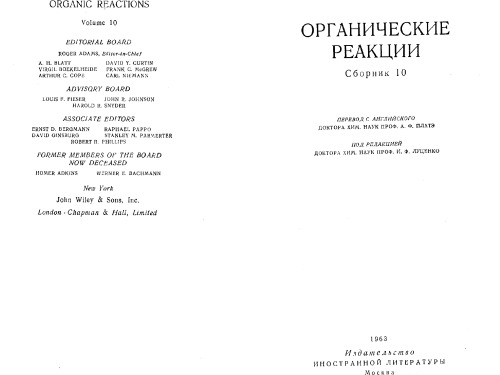 ORGANIC REACTIONS
Volume 10
EDITORIAL BOARD
ROGER ADAMS, Editor-in-Chief
A. H. BLATT DAVID Y. CURTIN
VIRGIL BOEKELHEIDE FRANK C. McGREW
ARTHUR C. COPE CARL NIEMANN
ADVISORY BOARD
LOUIS F. FIESER JOHN R. JOHNSON
HAROLD R. SNYDER
ASSOCIATE EDITORS
ERNST D. BERGMANN RAPHAEL PAPPO
DAVID GINSBURG STANLEY M. PARMERTER
ROBERT R. PHILLIPS
FORMER MEMBERS OF THE BOARD
NOW DECEASED
HOMER ADKINS WERNER E. BACHMANN
New York
John Wiley & Sons, Inc.
London · Chapman & Hall, Limited
ОРГАНИЧЕСКИЕ
РЕАКЦИИ
Сборник 10
ПЕРЕВОД С АНГЛИЙСКОГО
ДОКТОРА ХИМ. НАУК ПРОФ. А. Ф. ПЛАТЭ
ПОД РЕДАКЦИЕЙ
ДОКТОРА ХИМ. НАУК ПРОФ. И. Ф. ЛУЦЕНКО
1963
Издательство
ИНОСТРАННОЙ ЛИТЕРАТУРЫ
Москва